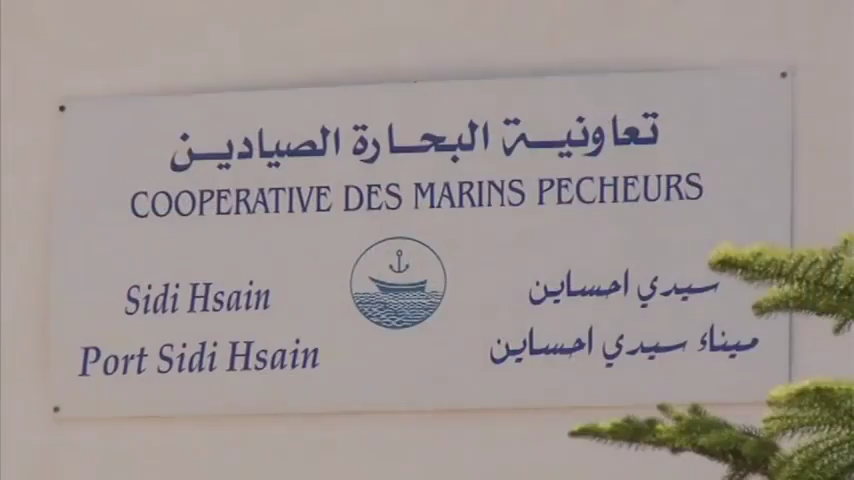 تعاونية البحارة الصيادين
COOPERATIVE DES MARINS PECHEURS
Sidi Hsain
سيدي احساين
Port Sidi Hsain
ميناء سيدي احساين